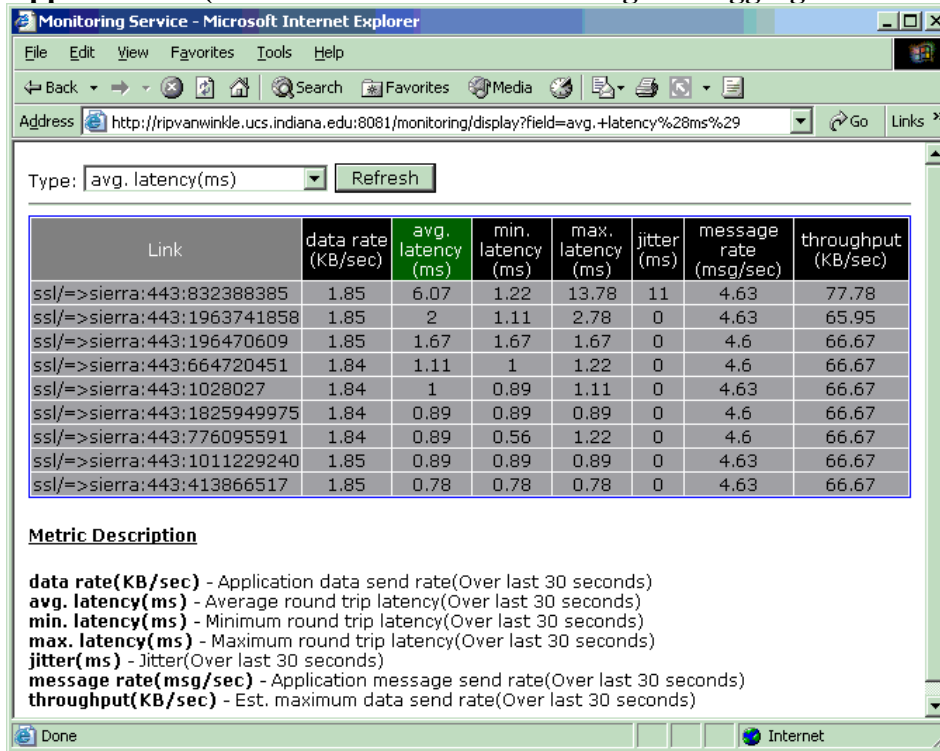 Monitoring Service - Microsoft Internet Explorer
File Edit View Favorites Tools Help
Back Search Favorites Media
Address http://ripvanwinkle.ucs.indiana.edu:8081/monitoring/display?field=avg.+latency%28ms%29 Go Links »
Type: avg. latency(ms) Refresh
Link data rate (KB/sec) avg. latency (ms) min. latency (ms) max. latency (ms) jitter (ms) message rate (msg/sec) throughput (KB/sec)
ssl/=>sierra:443:832388385 1.85 6.07 1.22 13.78 11 4.63 77.78
ssl/=>sierra:443:1963741858 1.85 2 1.11 2.78 0 4.63 65.95
ssl/=>sierra:443:196470609 1.85 1.67 1.67 1.67 0 4.6 66.67
ssl/=>sierra:443:664720451 1.84 1.11 1 1.22 0 4.6 66.67
ssl/=>sierra:443:1028027 1.84 1 0.89 1.11 0 4.63 66.67
ssl/=>sierra:443:1825949975 1.84 0.89 0.89 0.89 0 4.6 66.67
ssl/=>sierra:443:776095591 1.84 0.89 0.56 1.22 0 4.6 66.67
ssl/=>sierra:443:1011229240 1.85 0.89 0.89 0.89 0 4.63 66.67
ssl/=>sierra:443:413866517 1.85 0.78 0.78 0.78 0 4.63 66.67
Metric Description
data rate(KB/sec) - Application data send rate(Over last 30 seconds)
avg. latency(ms) - Average round trip latency(Over last 30 seconds)
min. latency(ms) - Minimum round trip latency(Over last 30 seconds)
max. latency(ms) - Maximum round trip latency(Over last 30 seconds)
jitter(ms) - Jitter(Over last 30 seconds)
message rate(msg/sec) - Application message send rate(Over last 30 seconds)
throughput(KB/sec) - Est. maximum data send rate(Over last 30 seconds)
Done Internet